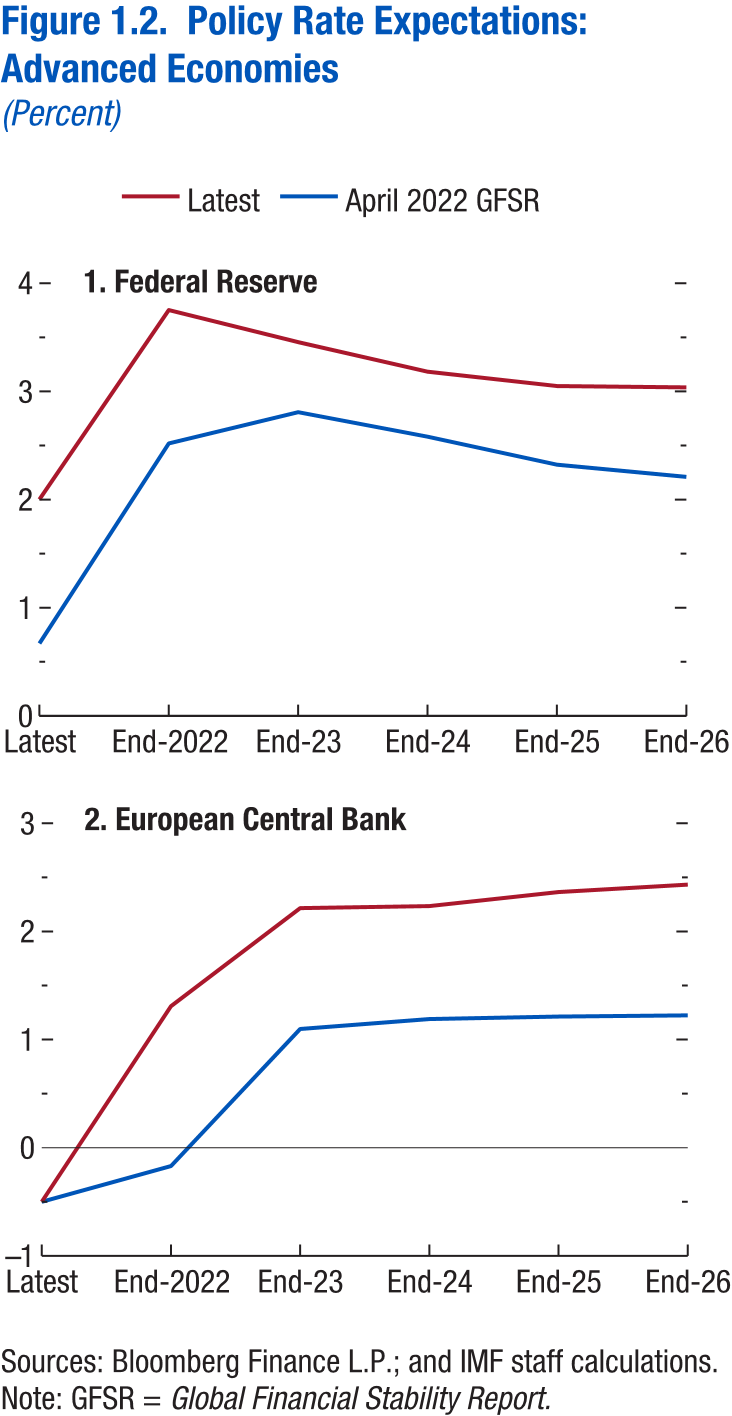 Figure 1.2. Policy Rate Expectations:
Advanced Economies
(Percent)
Latest April 2022 GFSR
1. Federal Reserve
4
3
2
1
0
Latest End-2022 End-23 End-24 End-25 End-26
2. European Central Bank
3
2
1
0
–1
Latest End-2022 End-23 End-24 End-25 End-26
Sources: Bloomberg Finance L.P.; and IMF staff calculations.
Note: GFSR = Global Financial Stability Report.